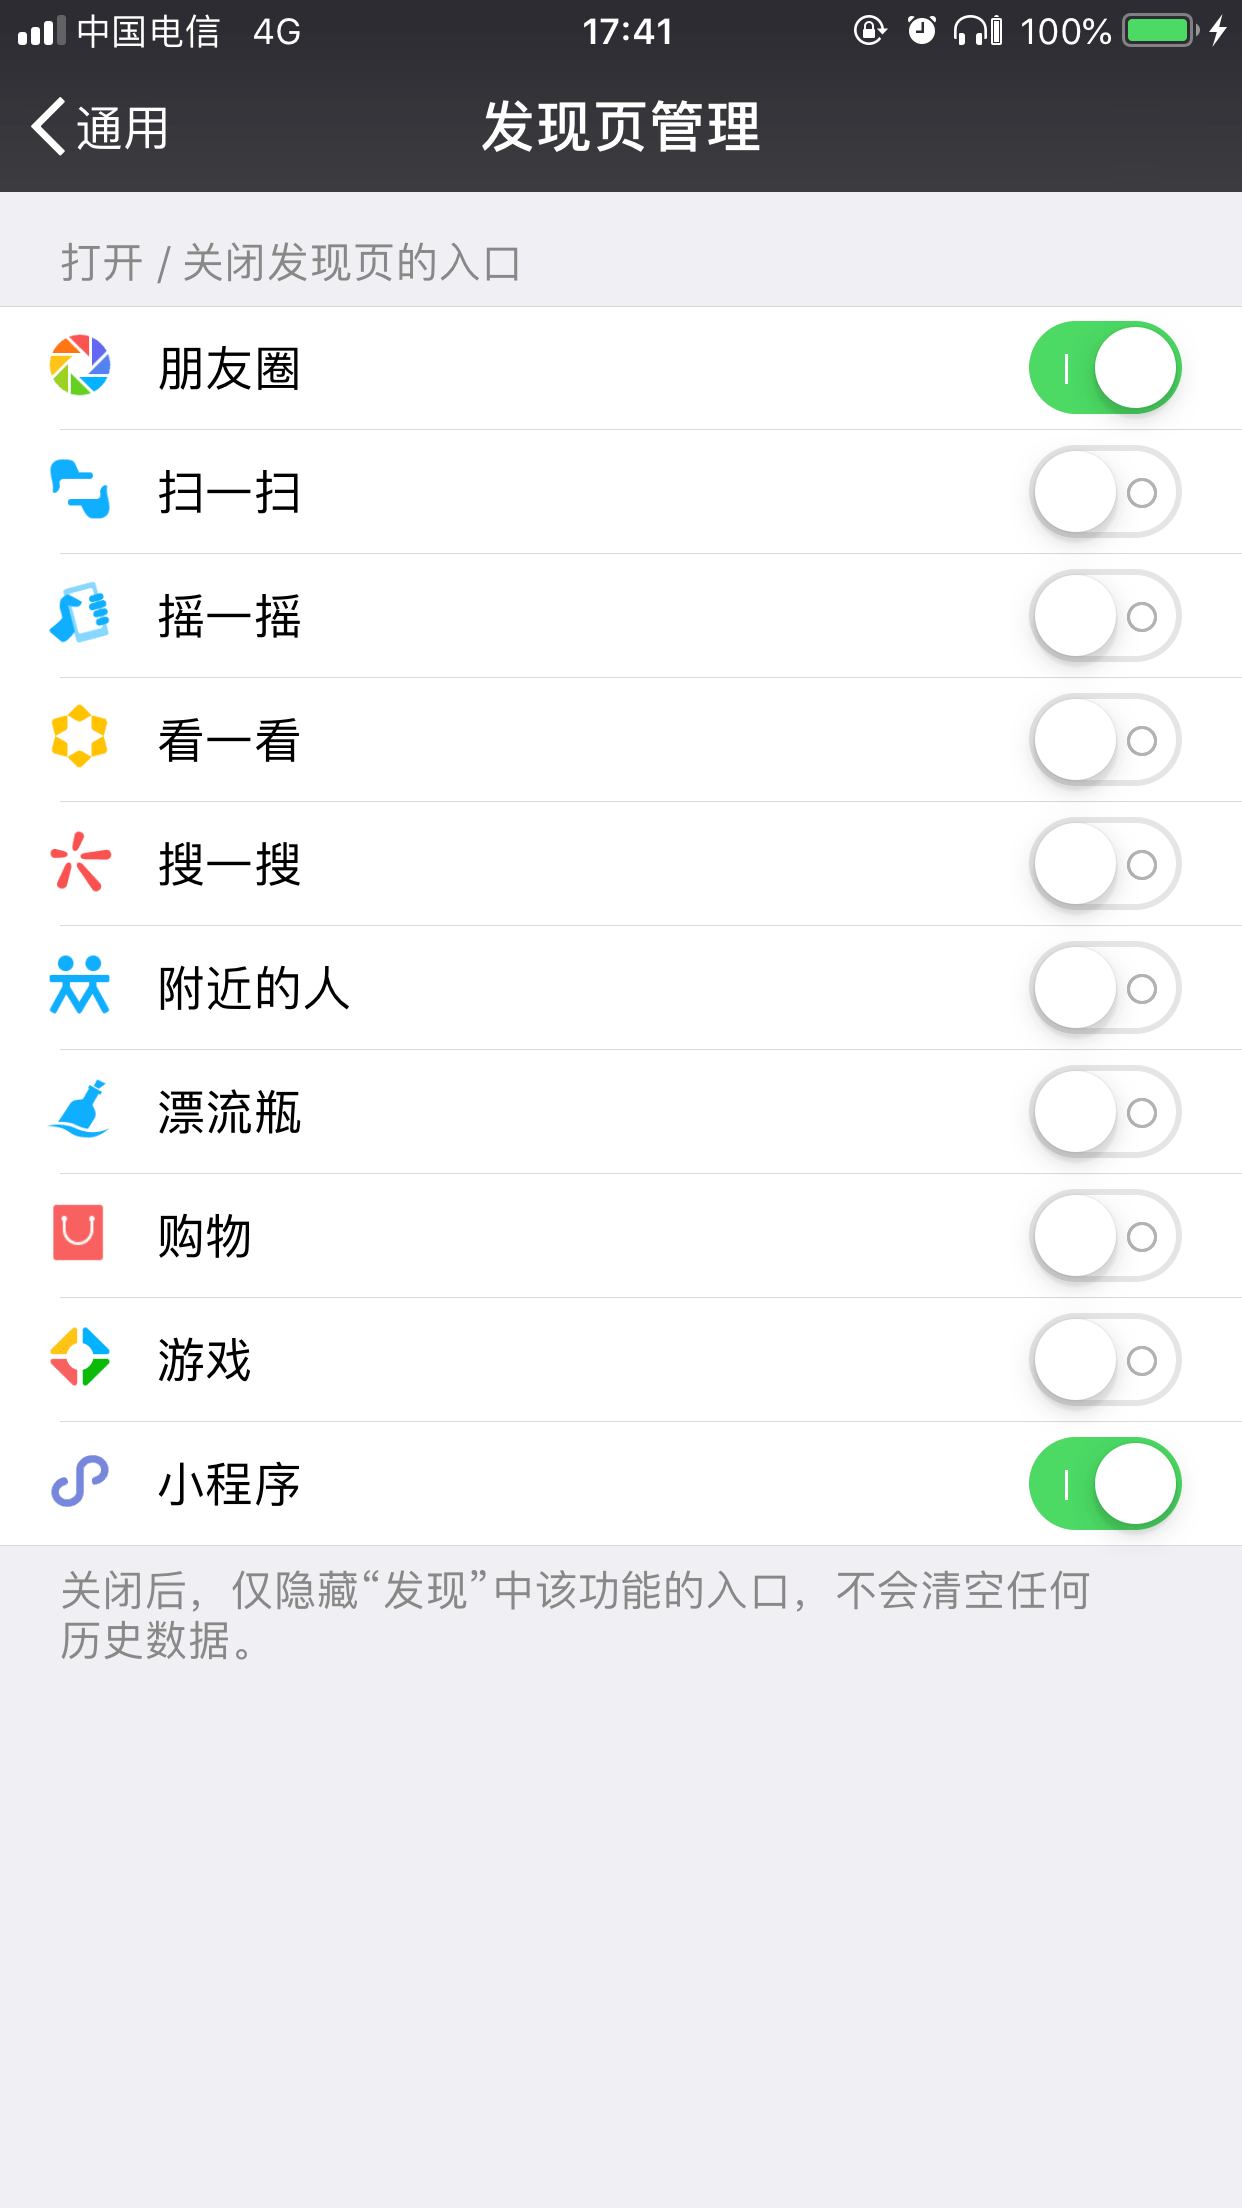 中国电信 4G 17:41 100%
通用 发现页管理
打开 / 关闭发现页的入口
朋友圈
扫一扫
摇一摇
看一看
搜一搜
附近的人
漂流瓶
购物
游戏
小程序
关闭后，仅隐藏“发现”中该功能的入口，不会清空任何
历史数据。